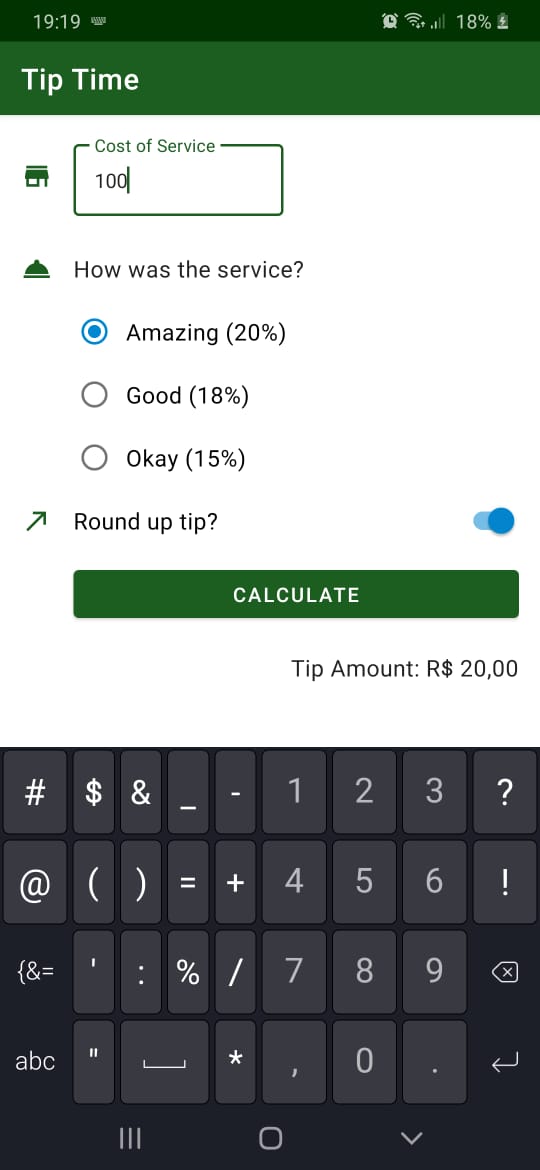 19:19
18%
Tip Time
Cost of Service
100
How was the service?
Amazing (20%)
Good (18%)
Okay (15%)
Round up tip?
CALCULATE
Tip Amount: R$ 20,00
# $ & _ - 1 2 3 ?
@ ( ) = + 4 5 6 !
{&= ' : % / 7 8 9
abc " * , 0 .